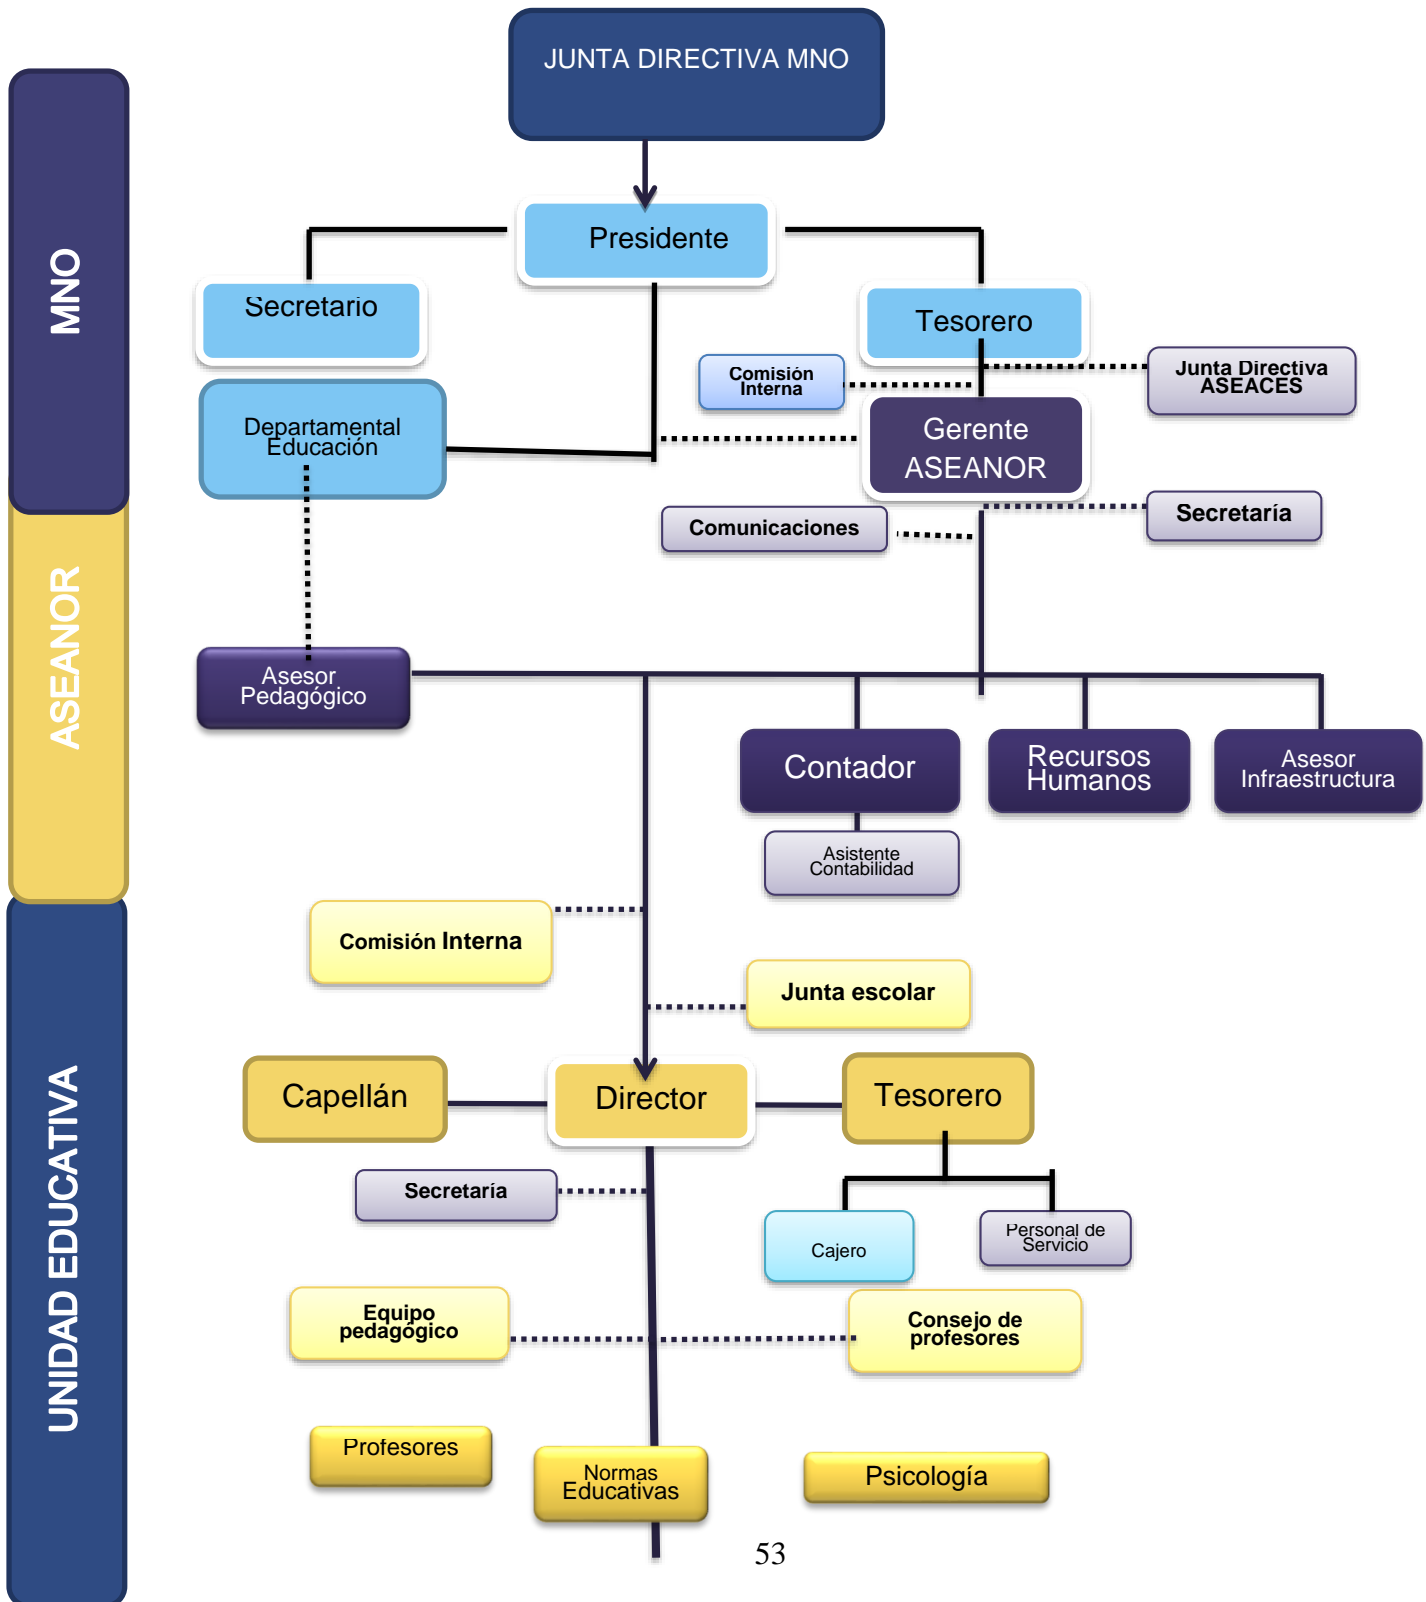 JUNTA DIRECTIVA MNO
MNO
Presidente
Secretario
Tesorero
Comisión
Interna
Junta Directiva
ASEACES
Departamental
Educación
Gerente
ASEANOR
Comunicaciones
Secretaría
ASEANOR
Asesor
Pedagógico
Contador
Recursos
Humanos
Asesor
Infraestructura
Asistente
Contabilidad
Comisión Interna
Junta escolar
UNIDAD EDUCATIVA
Capellán
Director
Tesorero
Secretaría
Cajero
Personal de
Servicio
Equipo
pedagógico
Consejo de
profesores
Profesores
Normas
Educativas
Psicología
53